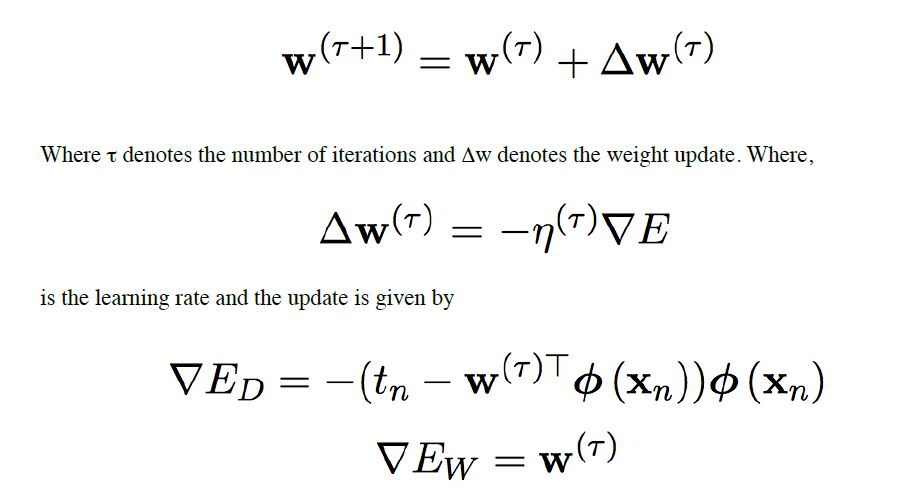 w^(τ+1) = w^(τ) + Δw^(τ)
Where τ denotes the number of iterations and Δw denotes the weight update. Where,
Δw^(τ) = −η^(τ)∇E
is the learning rate and the update is given by
∇E_D = −(t_n − w^(τ)⊤ϕ(x_n))ϕ(x_n)
∇E_W = w^(τ)